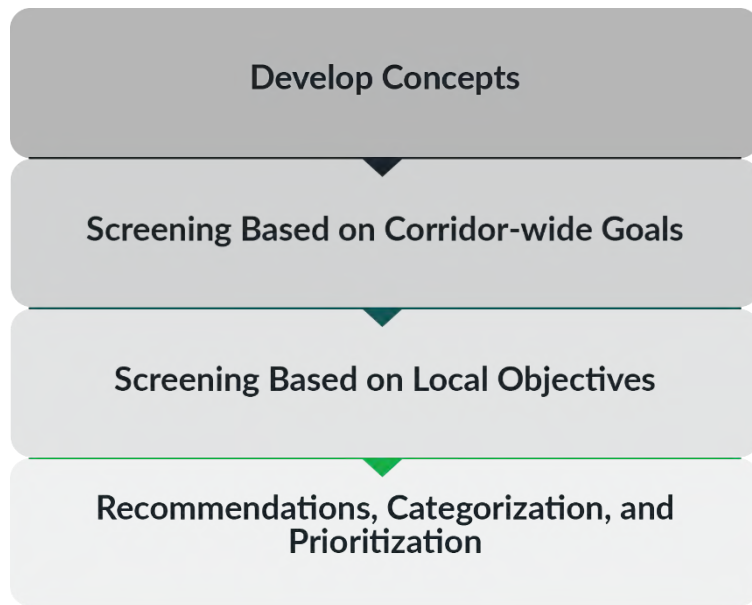 Develop Concepts
Screening Based on Corridor-wide Goals
Screening Based on Local Objectives
Recommendations, Categorization, and
Prioritization